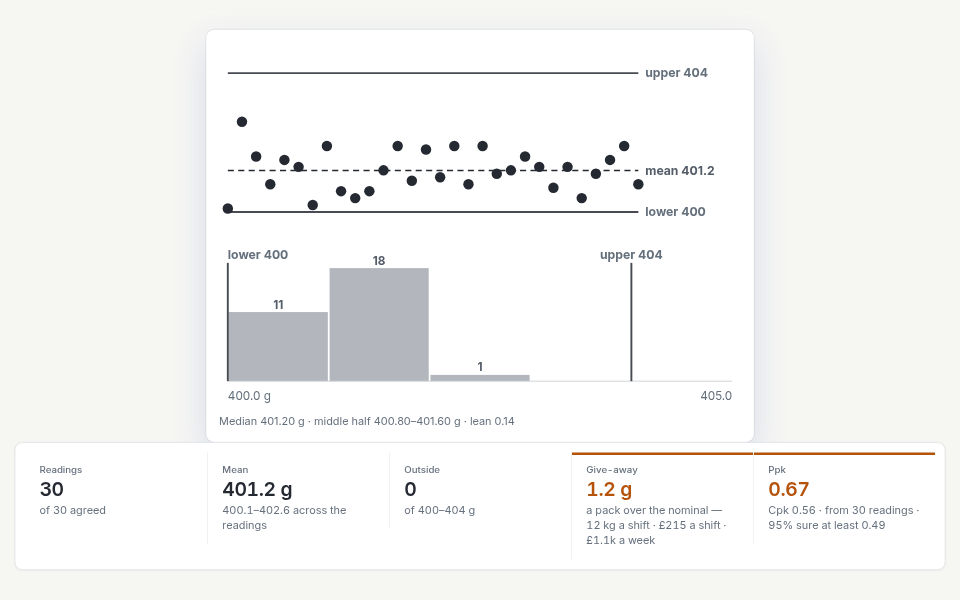 upper 404
mean 401.2
lower 400
lower 400
upper 404
18
11
1
400.0 g
405.0
Median 401.20 g · middle half 400.80–401.60 g · lean 0.14
Readings
30
of 30 agreed
Mean
401.2 g
400.1–402.6 across the
readings
Outside
0
of 400–404 g
Give-away
1.2 g
a pack over the nominal —
12 kg a shift · £215 a shift ·
£1.1k a week
Ppk
0.67
Cpk 0.56 · from 30 readings ·
95% sure at least 0.49